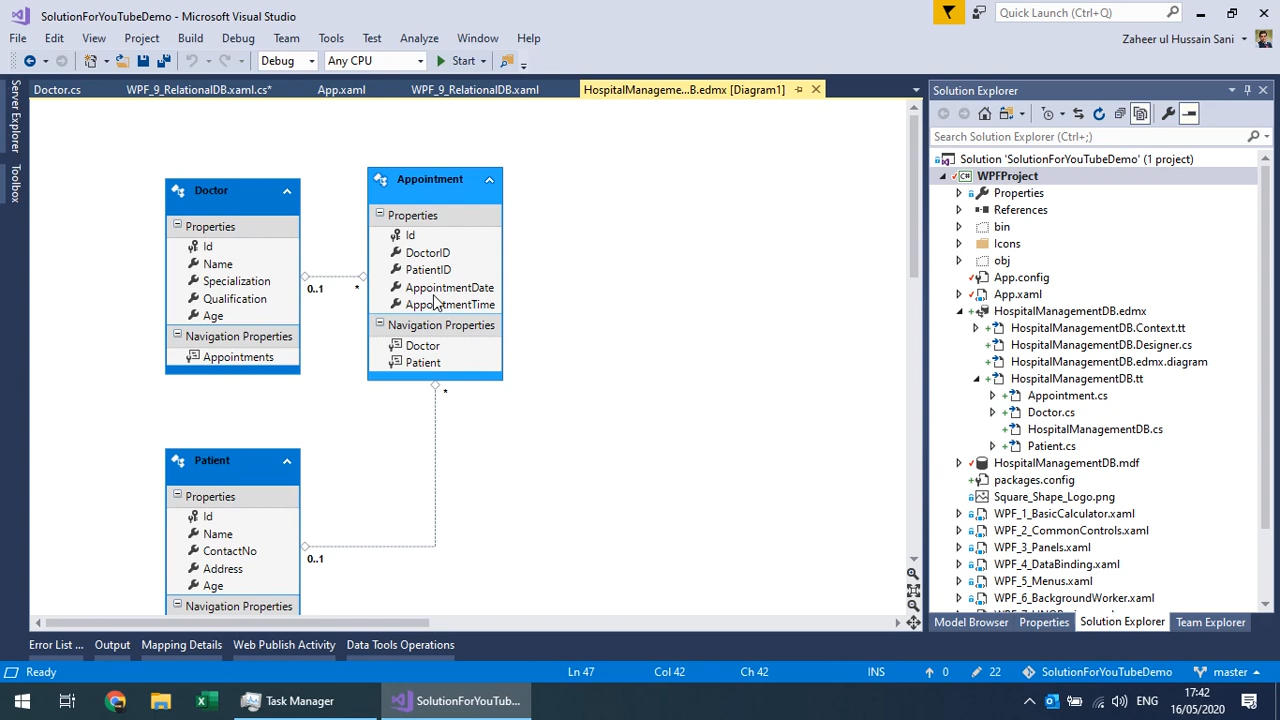 SolutionForYouTubeDemo - Microsoft Visual Studio
Quick Launch (Ctrl+Q)
File Edit View Project Build Debug Team Tools Test Analyze Window Help
Zaheer ul Hussain Sani
Debug Any CPU Start
Doctor.cs WPF_9_RelationalDB.xaml.cs* App.xaml WPF_9_RelationalDB.xaml HospitalManageme...B.edmx [Diagram1]
Server Explorer
Toolbox
Doctor
Properties
Id
Name
Specialization
Qualification
Age
Navigation Properties
Appointments
0..1
*
Appointment
Properties
Id
DoctorID
PatientID
AppointmentDate
AppointmentTime
Navigation Properties
Doctor
Patient
*
Patient
Properties
Id
Name
ContactNo
Address
Age
Navigation Properties
0..1
Solution Explorer
Search Solution Explorer (Ctrl+;)
Solution 'SolutionForYouTubeDemo' (1 project)
C# WPFProject
Properties
References
bin
Icons
obj
App.config
App.xaml
HospitalManagementDB.edmx
HospitalManagementDB.Context.tt
HospitalManagementDB.Designer.cs
HospitalManagementDB.edmx.diagram
HospitalManagementDB.tt
Appointment.cs
Doctor.cs
HospitalManagementDB.cs
Patient.cs
HospitalManagementDB.mdf
packages.config
Square_Shape_Logo.png
WPF_1_BasicCalculator.xaml
WPF_2_CommonControls.xaml
WPF_3_Panels.xaml
WPF_4_DataBinding.xaml
WPF_5_Menus.xaml
WPF_6_BackgroundWorker.xaml
Model Browser Properties Solution Explorer Team Explorer
Error List ... Output Mapping Details Web Publish Activity Data Tools Operations
Ready Ln 47 Col 42 Ch 42 INS 0 22 SolutionForYouTubeDemo master
Task Manager SolutionForYouTub... ENG 17:42
16/05/2020